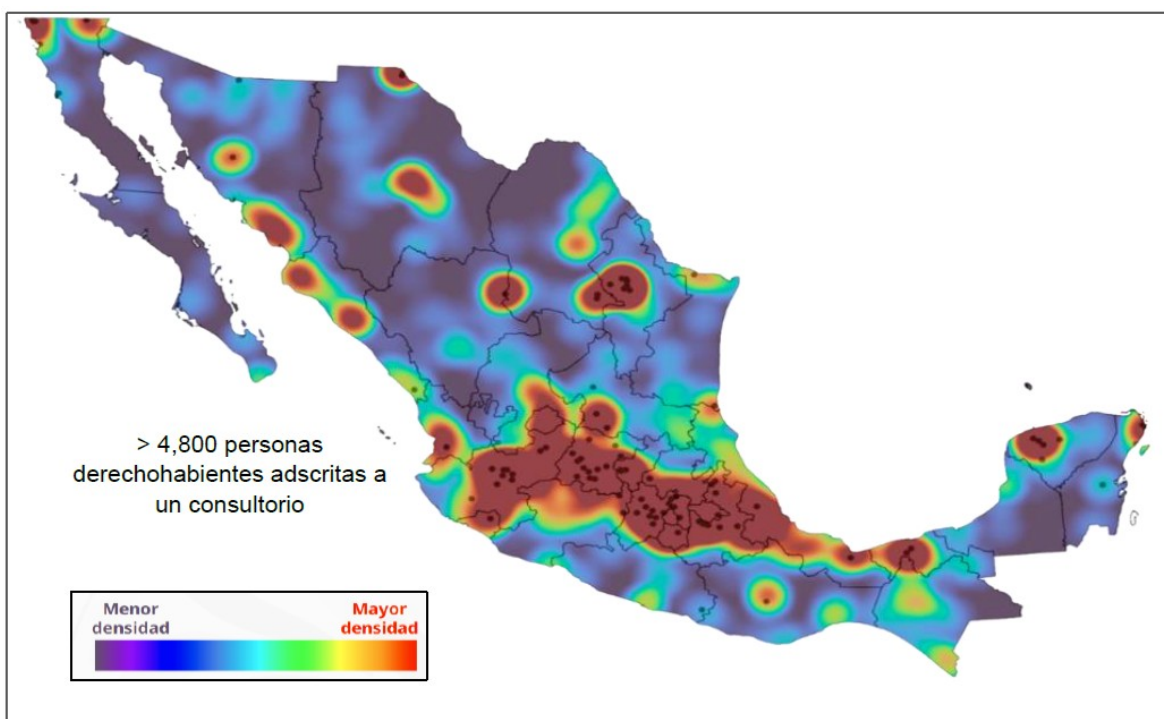 > 4,800 personas
derechohabientes adscritas a
un consultorio
Menor
densidad
Mayor
densidad